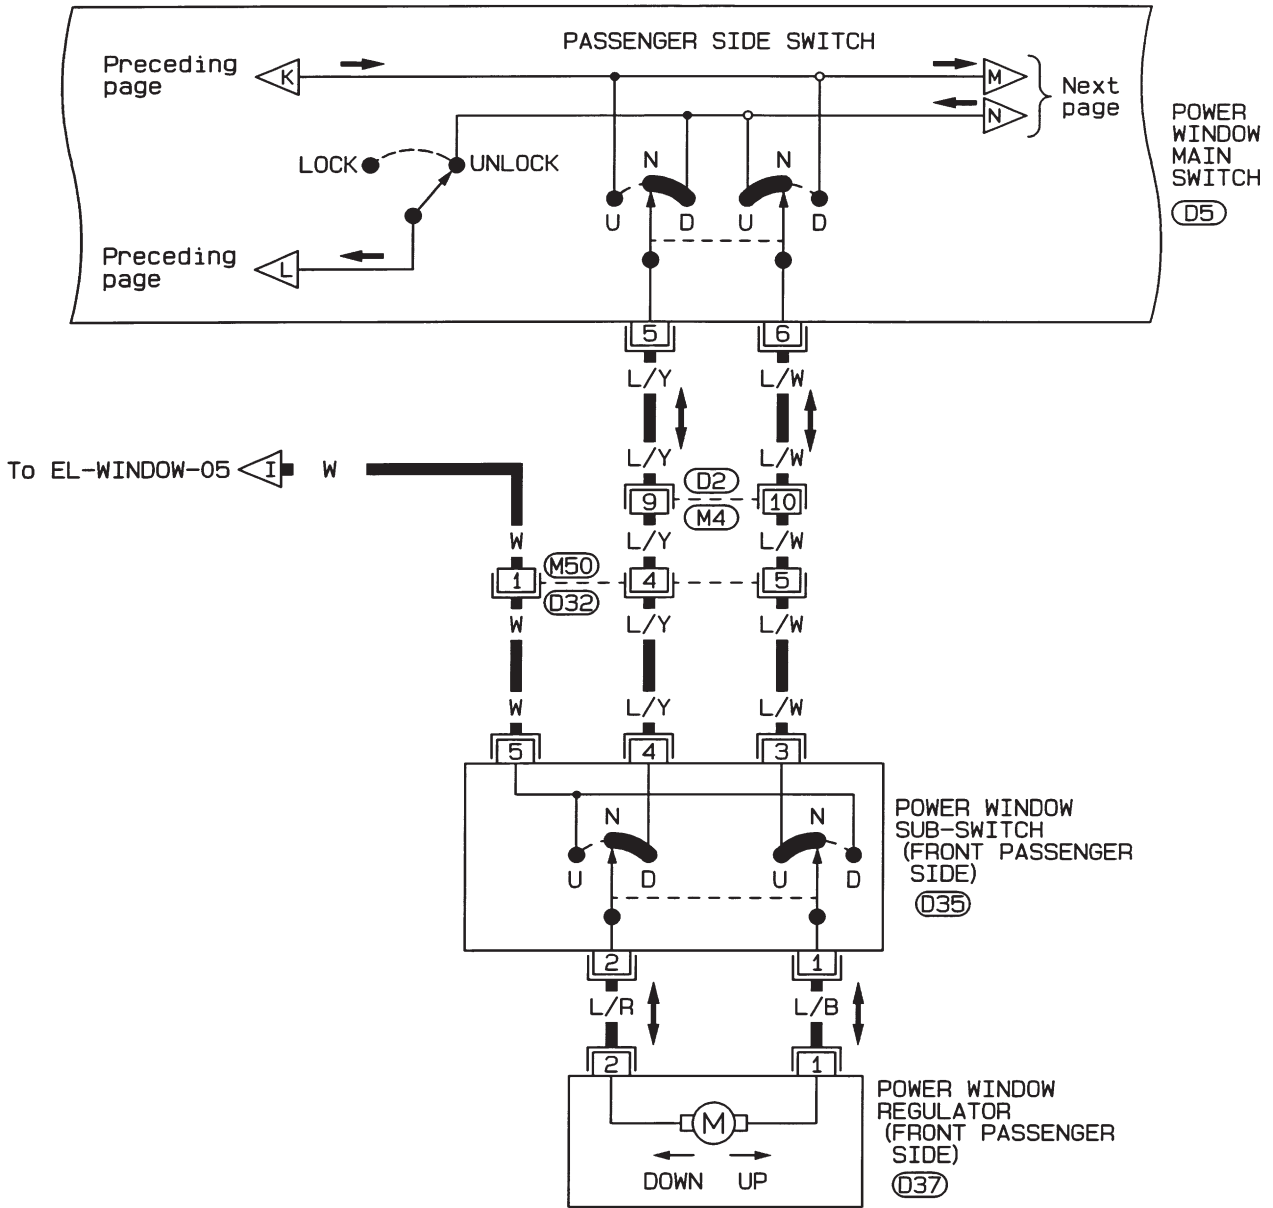 PASSENGER SIDE SWITCH
Preceding
page
K
M
N
Next
page
POWER
WINDOW
MAIN
SWITCH
D5
LOCK
UNLOCK
N
N
U
D
U
D
Preceding
page
L
5
6
L/Y
L/W
To EL-WINDOW-05
I
W
L/Y
L/W
9
D2
M4
10
W
L/Y
L/W
1
M50
D32
4
5
W
L/Y
L/W
W
L/Y
L/W
5
4
3
N
N
U
D
U
D
POWER WINDOW
SUB-SWITCH
(FRONT PASSENGER
SIDE)
D35
2
1
L/R
L/B
2
1
M
DOWN
UP
POWER WINDOW
REGULATOR
(FRONT PASSENGER
SIDE)
D37